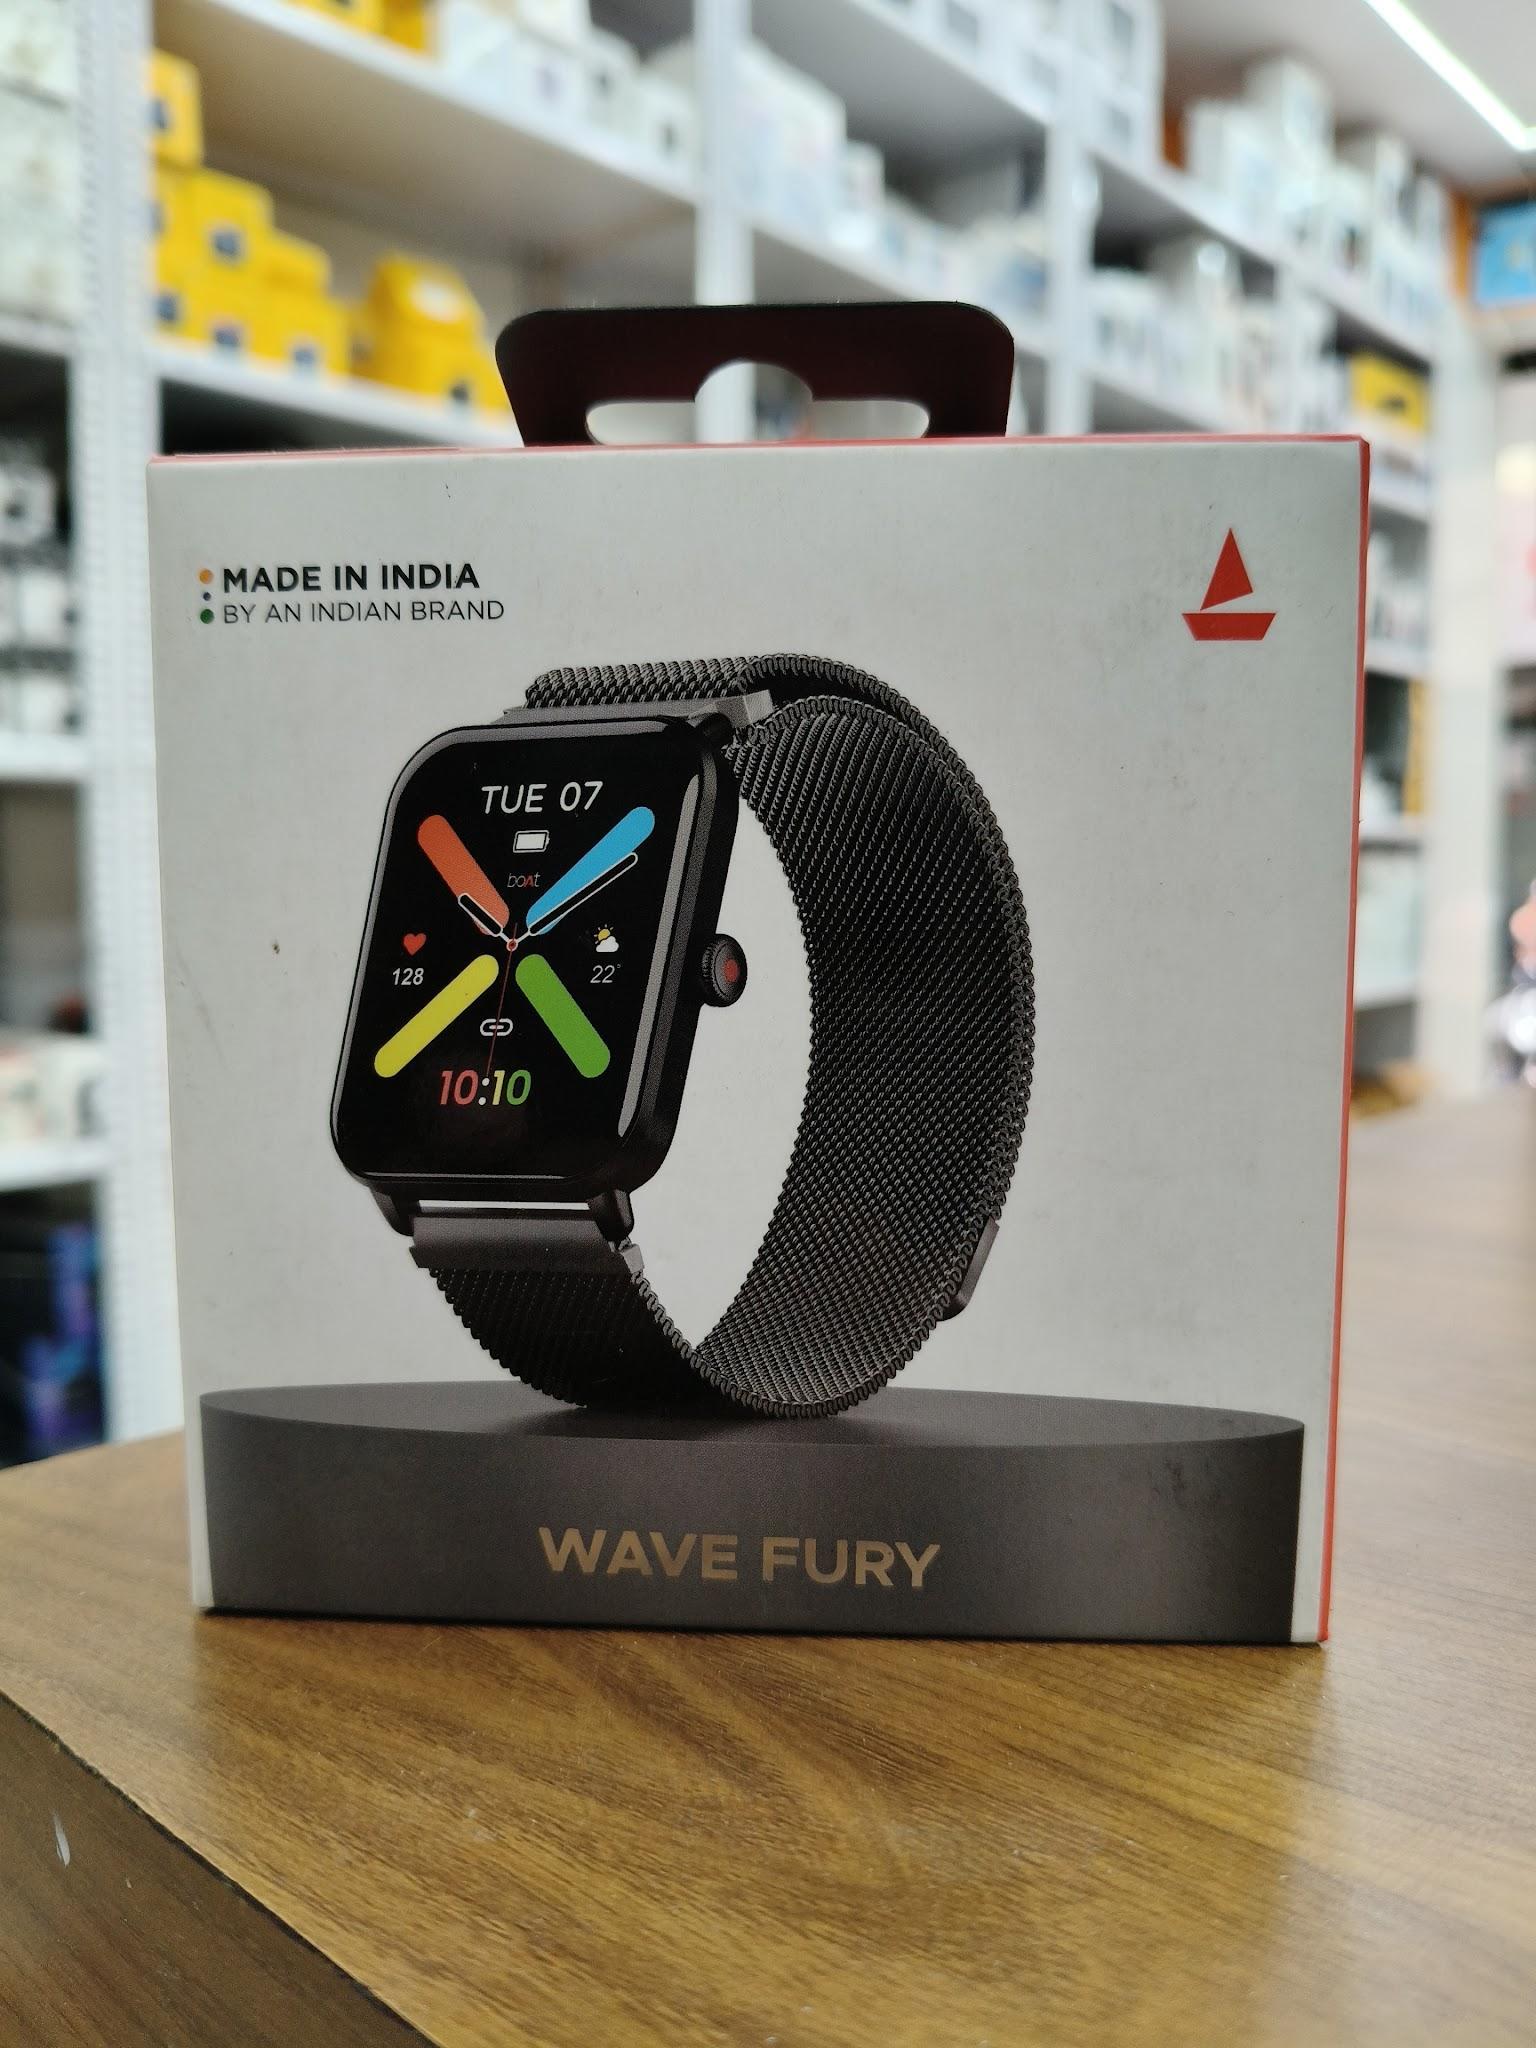 MADE IN INDIA
BY AN INDIAN BRAND
TUE 07
boAt
128
22°
10:10
WAVE FURY